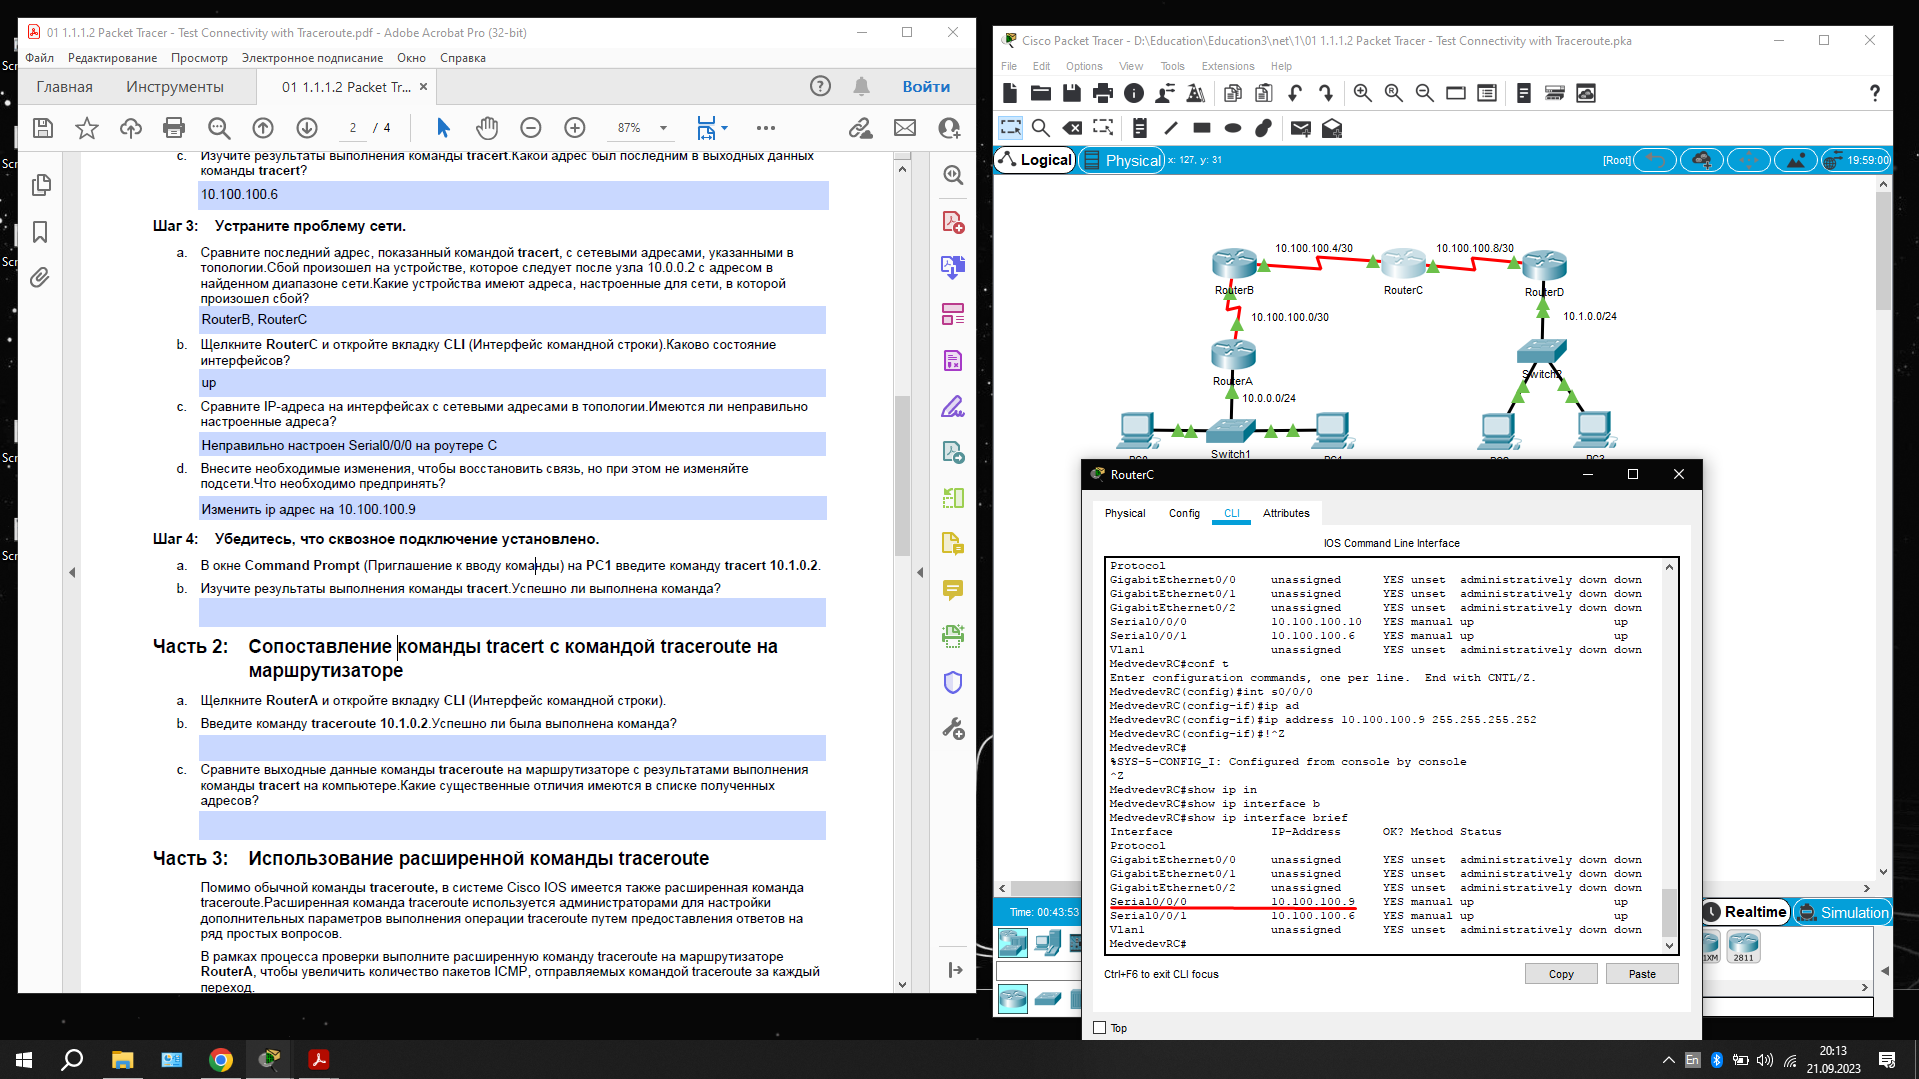 01 1.1.1.2 Packet Tracer - Test Connectivity with Traceroute.pdf - Adobe Acrobat Pro (32-bit)
Файл Редактирование Просмотр Электронное подписание Окно Справка
Главная Инструменты 01 1.1.1.2 Packet Tr... × Войти
2 / 4 87%
c. Изучите результаты выполнения команды tracert.Какой адрес был последним в выходных данных
команды tracert?
10.100.100.6
Шаг 3: Устраните проблему сети.
a. Сравните последний адрес, показанный командой tracert, с сетевыми адресами, указанными в
топологии.Сбой произошел на устройстве, которое следует после узла 10.0.0.2 с адресом в
найденном диапазоне сети.Какие устройства имеют адреса, настроенные для сети, в которой
произошел сбой?
RouterB, RouterC
b. Щелкните RouterC и откройте вкладку CLI (Интерфейс командной строки).Каково состояние
интерфейсов?
up
c. Сравните IP-адреса на интерфейсах с сетевыми адресами в топологии.Имеются ли неправильно
настроенные адреса?
Неправильно настроен Serial0/0/0 на роутере C
d. Внесите необходимые изменения, чтобы восстановить связь, но при этом не изменяйте
подсети.Что необходимо предпринять?
Изменить ip адрес на 10.100.100.9
Шаг 4: Убедитесь, что сквозное подключение установлено.
a. В окне Command Prompt (Приглашение к вводу команды) на PC1 введите команду tracert 10.1.0.2.
b. Изучите результаты выполнения команды tracert.Успешно ли выполнена команда?
Часть 2: Сопоставление команды tracert с командой traceroute на
маршрутизаторе
a. Щелкните RouterA и откройте вкладку CLI (Интерфейс командной строки).
b. Введите команду traceroute 10.1.0.2.Успешно ли была выполнена команда?
c. Сравните выходные данные команды traceroute на маршрутизаторе с результатами выполнения
команды tracert на компьютере.Какие существенные отличия имеются в списке полученных
адресов?
Часть 3: Использование расширенной команды traceroute
Помимо обычной команды traceroute, в системе Cisco IOS имеется также расширенная команда
traceroute.Расширенная команда traceroute используется администраторами для настройки
дополнительных параметров выполнения операции traceroute путем предоставления ответов на
ряд простых вопросов.
В рамках процесса проверки выполните расширенную команду traceroute на маршрутизаторе
RouterA, чтобы увеличить количество пакетов ICMP, отправляемых командой traceroute за каждый
переход.
Cisco Packet Tracer - D:\Education\Education3\net\1\01 1.1.1.2 Packet Tracer - Test Connectivity with Traceroute.pka
File Edit Options View Tools Extensions Help
Logical Physical x: 127, y: 31 [Root] 19:59:00
10.100.100.4/30 10.100.100.8/30
RouterB RouterC RouterD
10.100.100.0/30 10.1.0.0/24
RouterA Switch2
10.0.0.0/24
Switch1
RouterC
Physical Config CLI Attributes
IOS Command Line Interface
Protocol
GigabitEthernet0/0 unassigned YES unset administratively down down
GigabitEthernet0/1 unassigned YES unset administratively down down
GigabitEthernet0/2 unassigned YES unset administratively down down
Serial0/0/0 10.100.100.10 YES manual up up
Serial0/0/1 10.100.100.6 YES manual up up
Vlan1 unassigned YES unset administratively down down
MedvedevRC#conf t
Enter configuration commands, one per line. End with CNTL/Z.
MedvedevRC(config)#int s0/0/0
MedvedevRC(config-if)#ip ad
MedvedevRC(config-if)#ip address 10.100.100.9 255.255.255.252
MedvedevRC(config-if)#!^Z
MedvedevRC#
%SYS-5-CONFIG_I: Configured from console by console
^Z
MedvedevRC#show ip in
MedvedevRC#show ip interface b
MedvedevRC#show ip interface brief
Interface IP-Address OK? Method Status
Protocol
GigabitEthernet0/0 unassigned YES unset administratively down down
GigabitEthernet0/1 unassigned YES unset administratively down down
GigabitEthernet0/2 unassigned YES unset administratively down down
Serial0/0/0 10.100.100.9 YES manual up up
Serial0/0/1 10.100.100.6 YES manual up up
Vlan1 unassigned YES unset administratively down down
MedvedevRC#
Ctrl+F6 to exit CLI focus Copy Paste
Top
Time: 00:43:53
Realtime Simulation
1XM 2811
En 20:13
21.09.2023